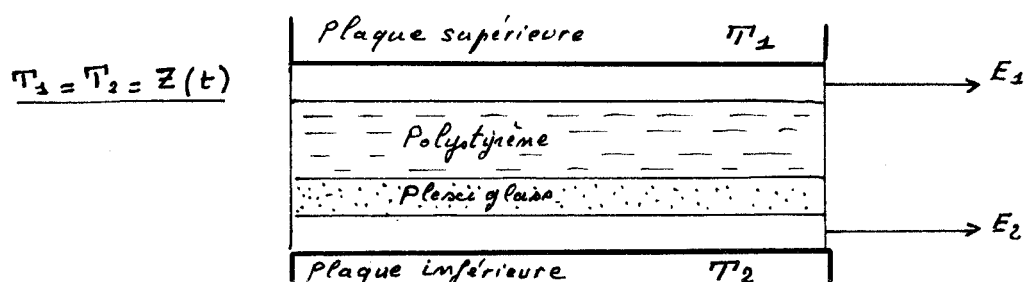 Plaque supérieure T1
T1 = T2 = Z(t)
E1
Polystyrène
Plexiglass
E2
Plaque inférieure T2